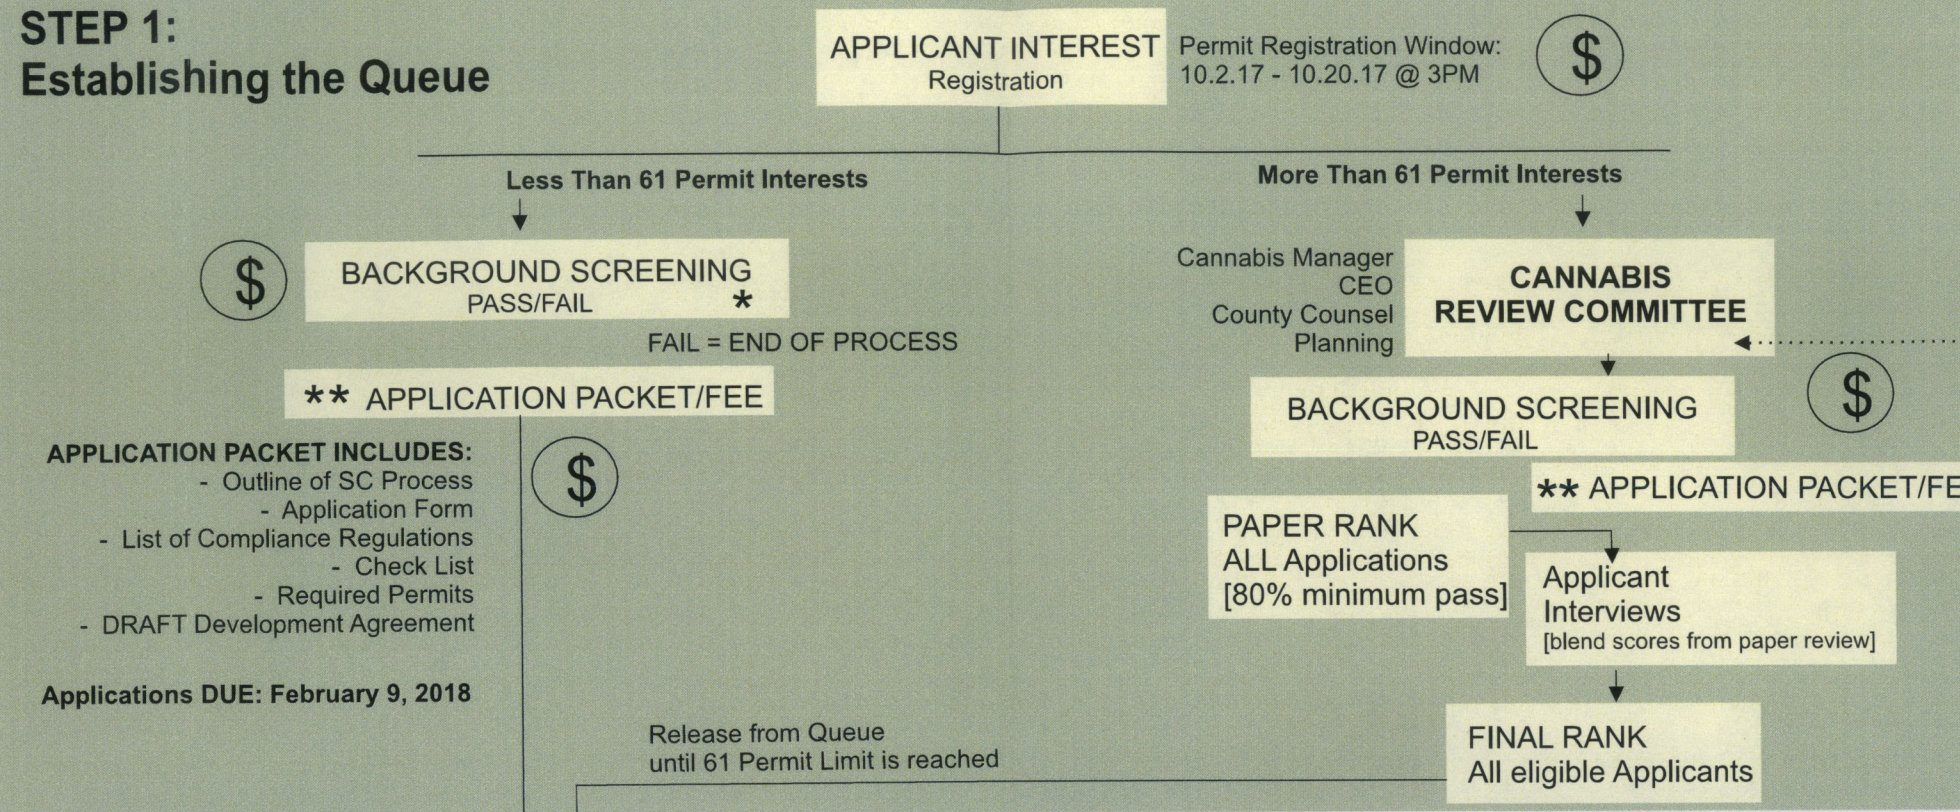 STEP 1:
Establishing the Queue
APPLICANT INTEREST
Registration
Permit Registration Window:
10.2.17 - 10.20.17 @ 3PM
$
Less Than 61 Permit Interests
More Than 61 Permit Interests
$
BACKGROUND SCREENING
PASS/FAIL *
FAIL = END OF PROCESS
** APPLICATION PACKET/FEE
$
APPLICATION PACKET INCLUDES:
- Outline of SC Process
- Application Form
- List of Compliance Regulations
- Check List
- Required Permits
- DRAFT Development Agreement
Applications DUE: February 9, 2018
Cannabis Manager
CEO
County Counsel
Planning
CANNABIS
REVIEW COMMITTEE
$
BACKGROUND SCREENING
PASS/FAIL
** APPLICATION PACKET/FE
PAPER RANK
ALL Applications
[80% minimum pass]
Applicant
Interviews
[blend scores from paper review]
FINAL RANK
All eligible Applicants
Release from Queue
until 61 Permit Limit is reached